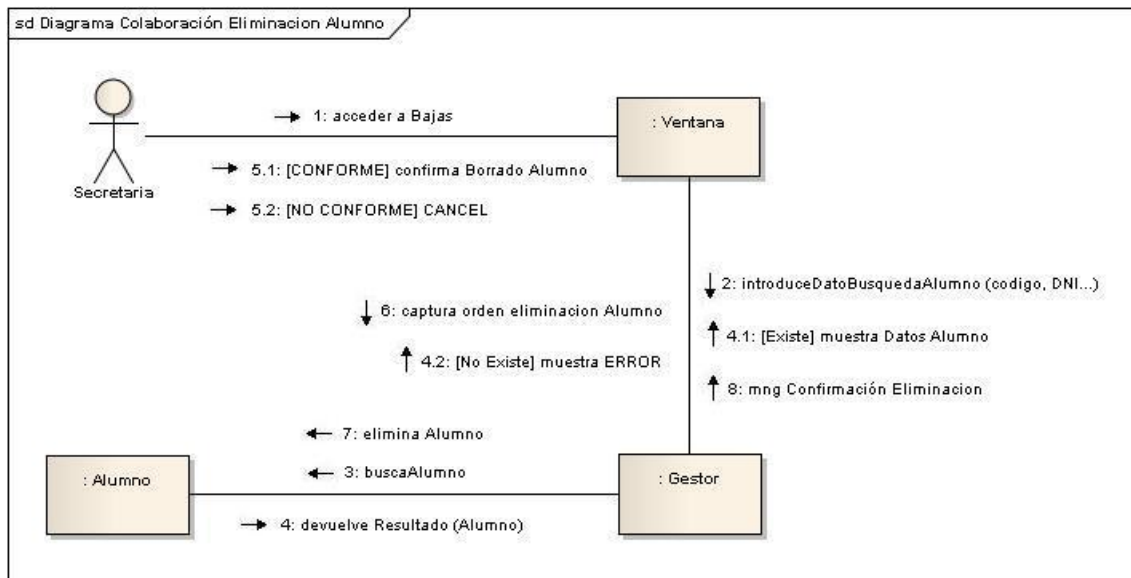 sd Diagrama Colaboración Eliminacion Alumno
1: acceder a Bajas
: Ventana
5.1: [CONFORME] confirma Borrado Alumno
Secretaria
5.2: [NO CONFORME] CANCEL
2: introduceDatoBusquedaAlumno (codigo, DNI...)
6: captura orden eliminacion Alumno
4.1: [Existe] muestra Datos Alumno
4.2: [No Existe] muestra ERROR
8: mng Confirmación Eliminacion
7: elimina Alumno
3: buscaAlumno
: Alumno
: Gestor
4: devuelve Resultado (Alumno)